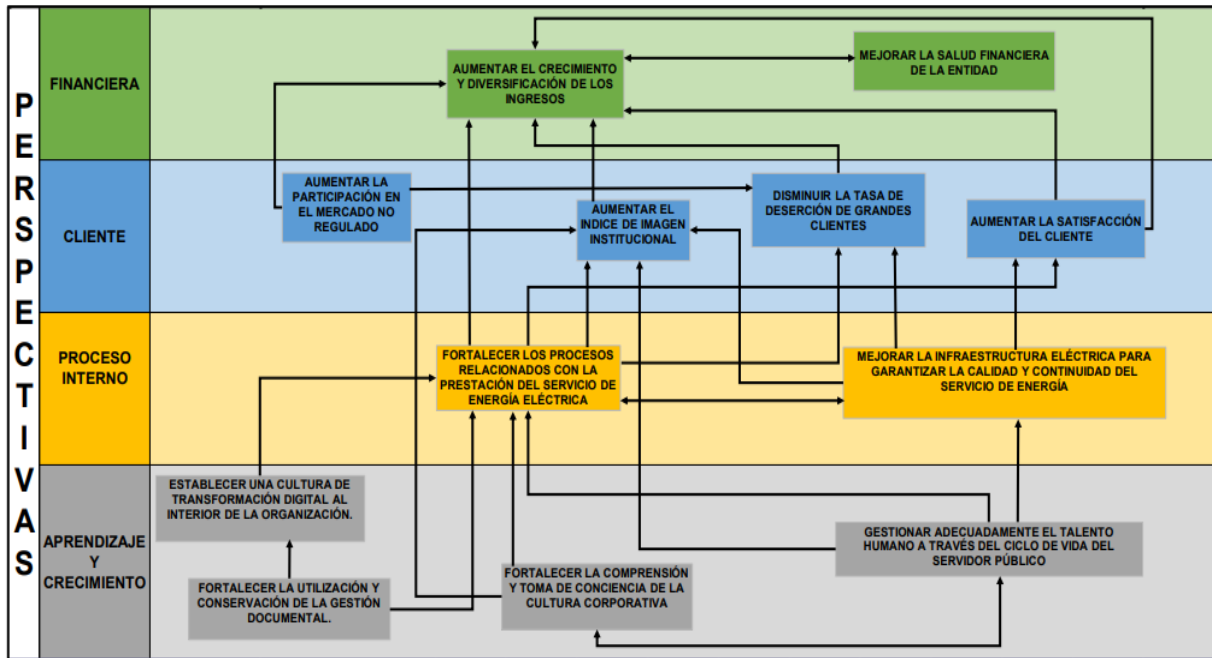 PERSPECTIVAS
FINANCIERA
AUMENTAR EL CRECIMIENTO
Y DIVERSIFICACIÓN DE LOS
INGRESOS
MEJORAR LA SALUD FINANCIERA
DE LA ENTIDAD
CLIENTE
AUMENTAR LA
PARTICIPACIÓN EN
EL MERCADO NO
REGULADO
AUMENTAR EL
INDICE DE IMAGEN
INSTITUCIONAL
DISMINUIR LA TASA DE
DESERCIÓN DE GRANDES
CLIENTES
AUMENTAR LA SATISFACCIÓN
DEL CLIENTE
PROCESO
INTERNO
FORTALECER LOS PROCESOS
RELACIONADOS CON LA
PRESTACIÓN DEL SERVICIO DE
ENERGÍA ELÉCTRICA
MEJORAR LA INFRAESTRUCTURA ELÉCTRICA PARA
GARANTIZAR LA CALIDAD Y CONTINUIDAD DEL
SERVICIO DE ENERGÍA
APRENDIZAJE
Y
CRECIMIENTO
ESTABLECER UNA CULTURA DE
TRANSFORMACIÓN DIGITAL AL
INTERIOR DE LA ORGANIZACIÓN.
FORTALECER LA UTILIZACIÓN Y
CONSERVACIÓN DE LA GESTIÓN
DOCUMENTAL.
FORTALECER LA COMPRENSIÓN
Y TOMA DE CONCIENCIA DE LA
CULTURA CORPORATIVA
GESTIONAR ADECUADAMENTE EL TALENTO
HUMANO A TRAVÉS DEL CICLO DE VIDA DEL
SERVIDOR PÚBLICO